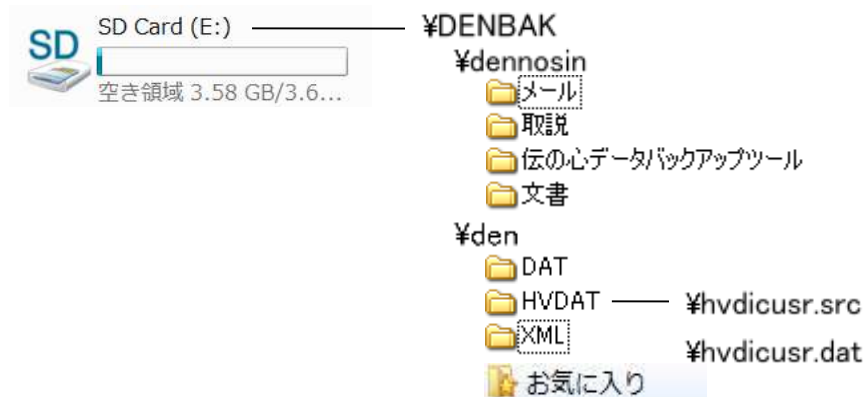 SD Card (E:)
SD
空き領域 3.58 GB/3.6...
¥DENBAK
¥dennosin
メール
取説
伝の心データバックアップツール
文書
¥den
DAT
HVDAT
¥hvdicusr.src
XML
¥hvdicusr.dat
お気に入り